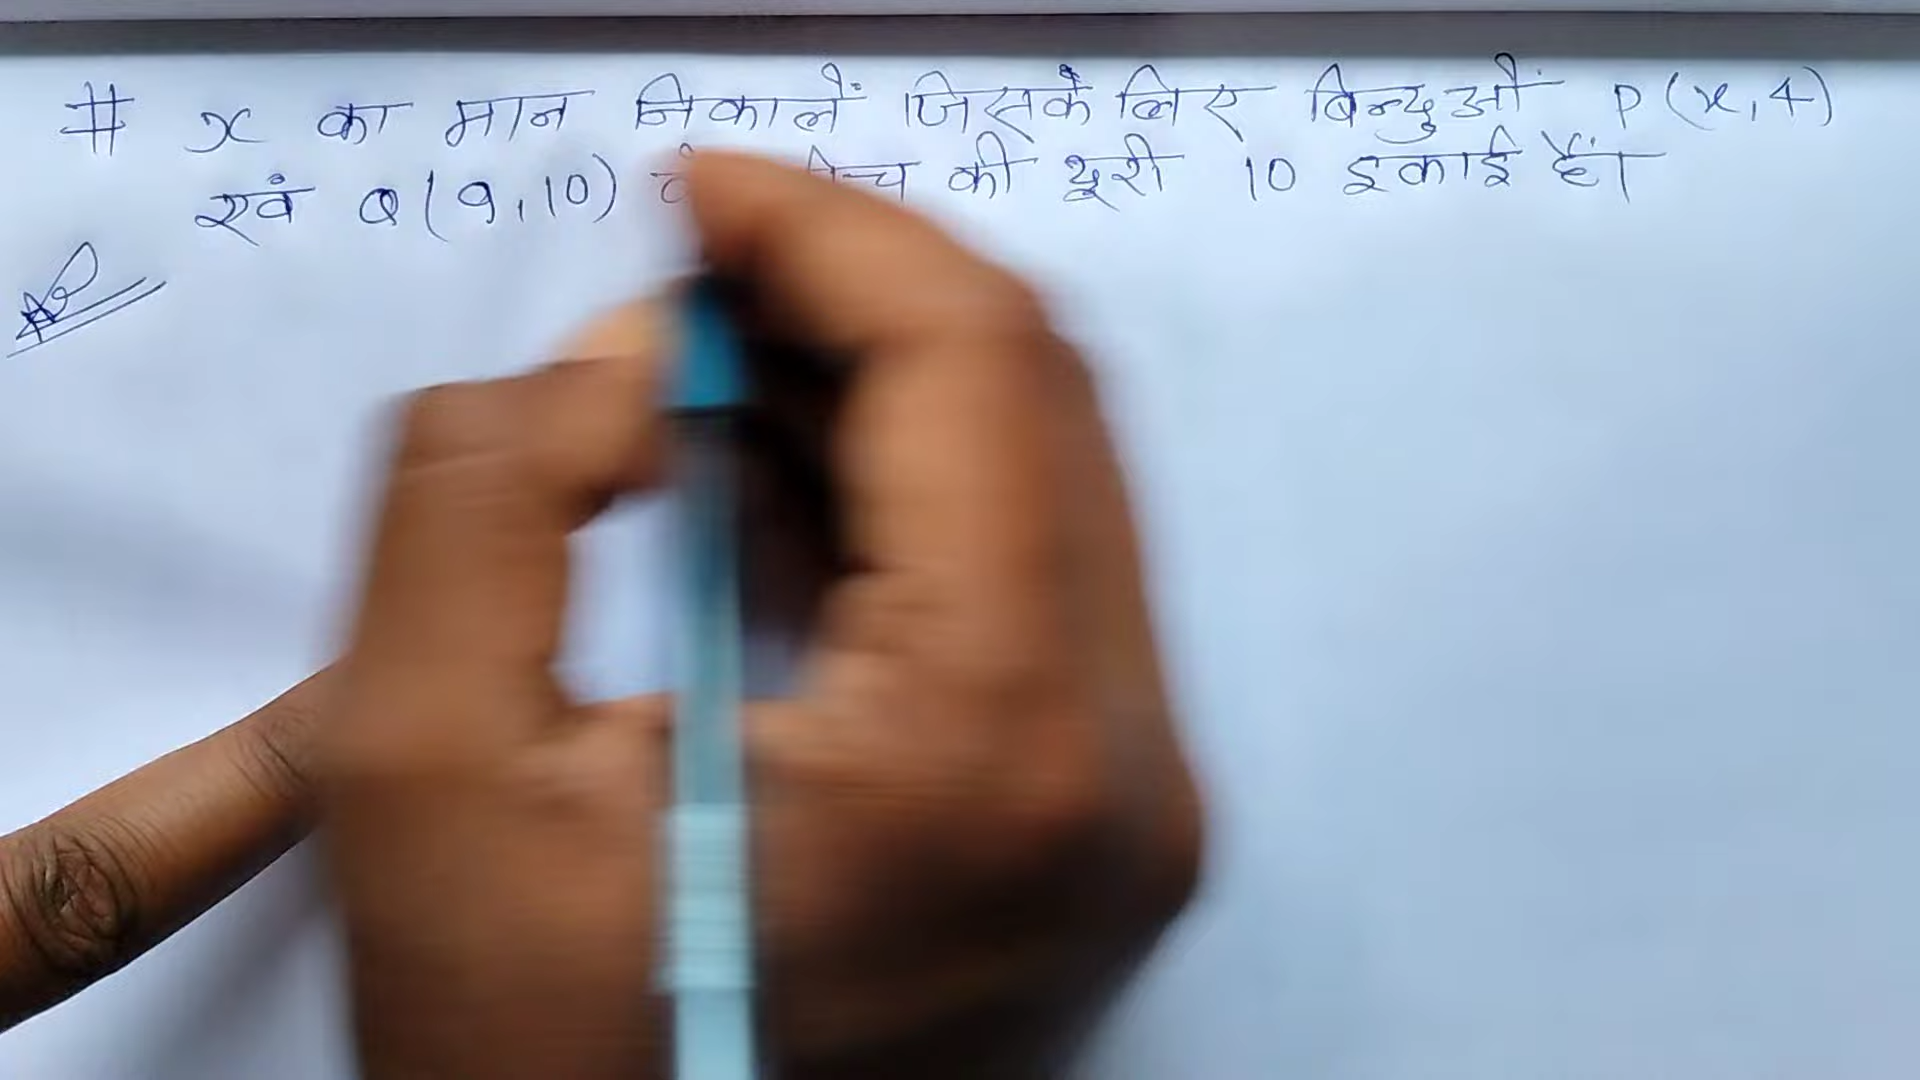 # x का मान निकालें जिसके लिए बिन्दुओं P(x,4)
एवं Q(9,10) की दूरी 10 इकाई हैं।